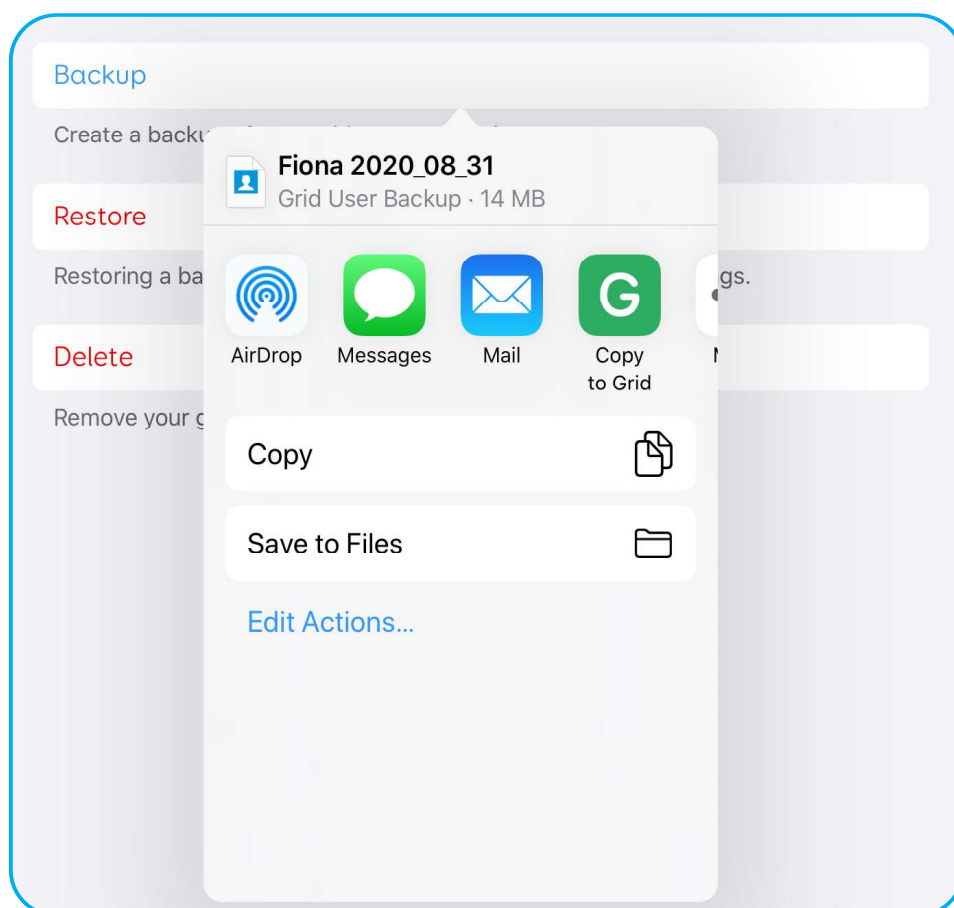 Backup
Create a backu
Fiona 2020_08_31
Grid User Backup · 14 MB
Restore
Restoring a ba
gs.
AirDrop
Messages
Mail
G
Copy
to Grid
Delete
Remove your g
Copy
Save to Files
Edit Actions...